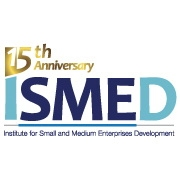 15th
Anniversary
ISMED
Institute for Small and Medium Enterprises Development